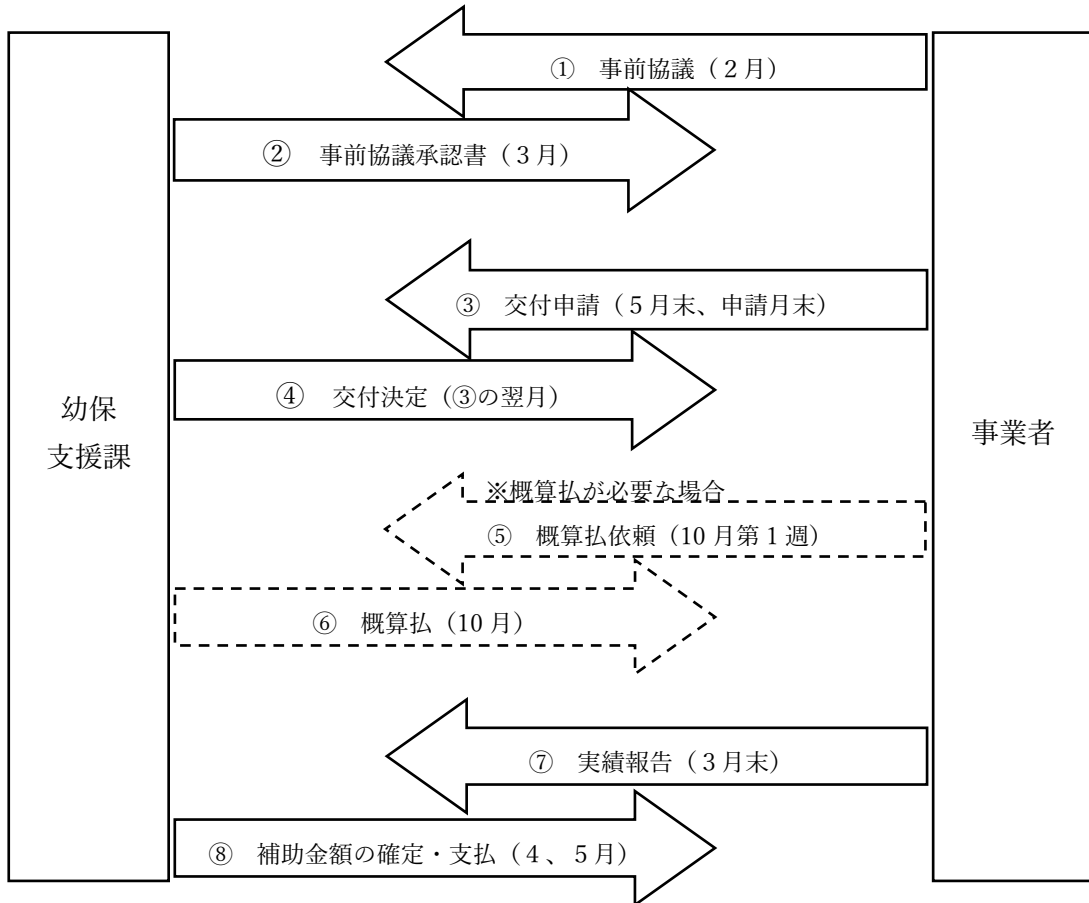 ① 事前協議（２月）
② 事前協議承認書（３月）
③ 交付申請（５月末、申請月末）
④ 交付決定（③の翌月）
幼保
支援課
事業者
※概算払が必要な場合
⑤ 概算払依頼（10 月第１週）
⑥ 概算払（10 月）
⑦ 実績報告（３月末）
⑧ 補助金額の確定・支払（４、５月）